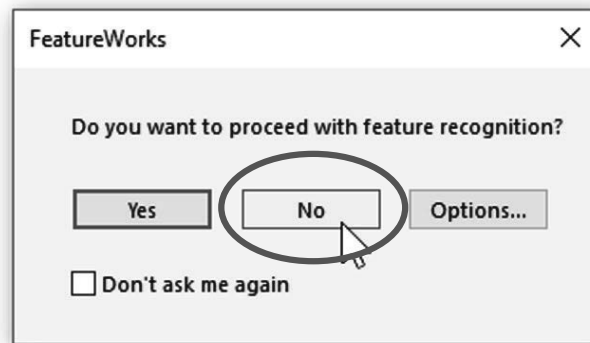 FeatureWorks
Do you want to proceed with feature recognition?
Yes No Options...
Don't ask me again